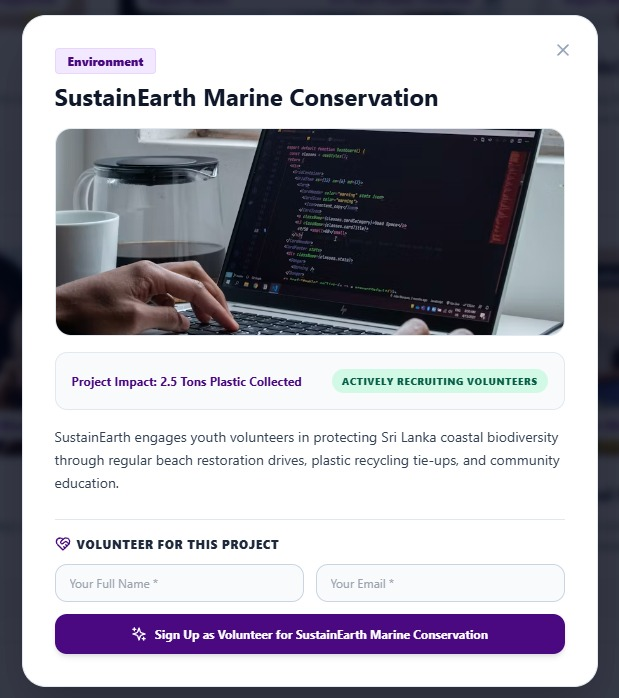 Environment
SustainEarth Marine Conservation
Project Impact: 2.5 Tons Plastic Collected
ACTIVELY RECRUITING VOLUNTEERS
SustainEarth engages youth volunteers in protecting Sri Lanka coastal biodiversity
through regular beach restoration drives, plastic recycling tie-ups, and community
education.
VOLUNTEER FOR THIS PROJECT
Your Full Name *
Your Email *
Sign Up as Volunteer for SustainEarth Marine Conservation